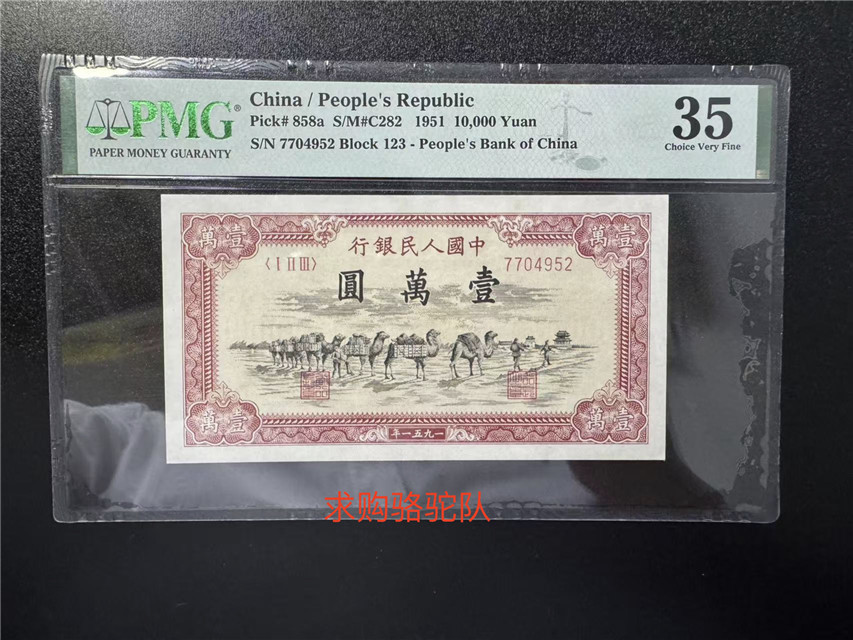 PMG®
PAPER MONEY GUARANTY
China / People's Republic
Pick# 858a S/M#C282 1951 10,000 Yuan
S/N 7704952 Block 123 - People's Bank of China
35
Choice Very Fine
萬壹
萬壹
行銀民人國中
〈I II III〉
7704952
圓萬壹
萬壹
萬壹
年一五九一
求购骆驼队